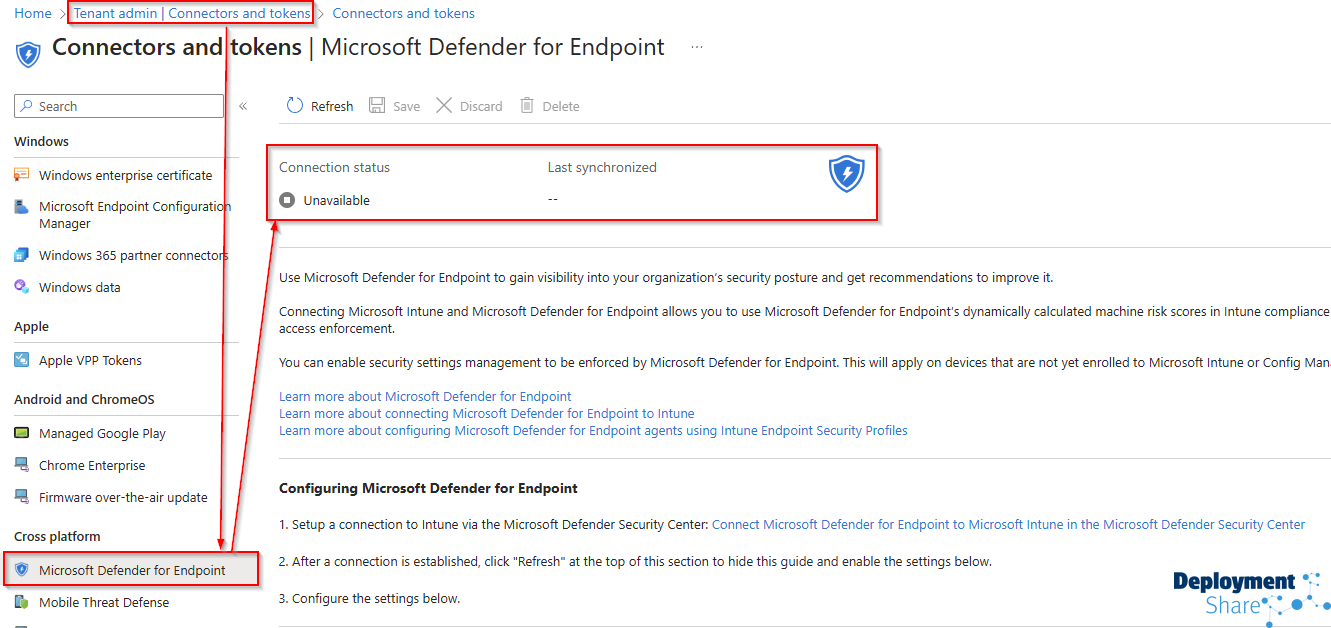 Home > Tenant admin | Connectors and tokens > Connectors and tokens
Connectors and tokens | Microsoft Defender for Endpoint ...
Search
«
Refresh Save Discard Delete
Windows
Windows enterprise certificate
Microsoft Endpoint Configuration
Manager
Windows 365 partner connectors
Windows data
Apple
Apple VPP Tokens
Android and ChromeOS
Managed Google Play
Chrome Enterprise
Firmware over-the-air update
Cross platform
Microsoft Defender for Endpoint
Mobile Threat Defense
Connection status Last synchronized
Unavailable --
Use Microsoft Defender for Endpoint to gain visibility into your organization's security posture and get recommendations to improve it.
Connecting Microsoft Intune and Microsoft Defender for Endpoint allows you to use Microsoft Defender for Endpoint's dynamically calculated machine risk scores in Intune compliance
access enforcement.
You can enable security settings management to be enforced by Microsoft Defender for Endpoint. This will apply on devices that are not yet enrolled to Microsoft Intune or Config Man
Learn more about Microsoft Defender for Endpoint
Learn more about connecting Microsoft Defender for Endpoint to Intune
Learn more about configuring Microsoft Defender for Endpoint agents using Intune Endpoint Security Profiles
Configuring Microsoft Defender for Endpoint
1. Setup a connection to Intune via the Microsoft Defender Security Center: Connect Microsoft Defender for Endpoint to Microsoft Intune in the Microsoft Defender Security Center
2. After a connection is established, click "Refresh" at the top of this section to hide this guide and enable the settings below.
3. Configure the settings below.
Deployment
Share